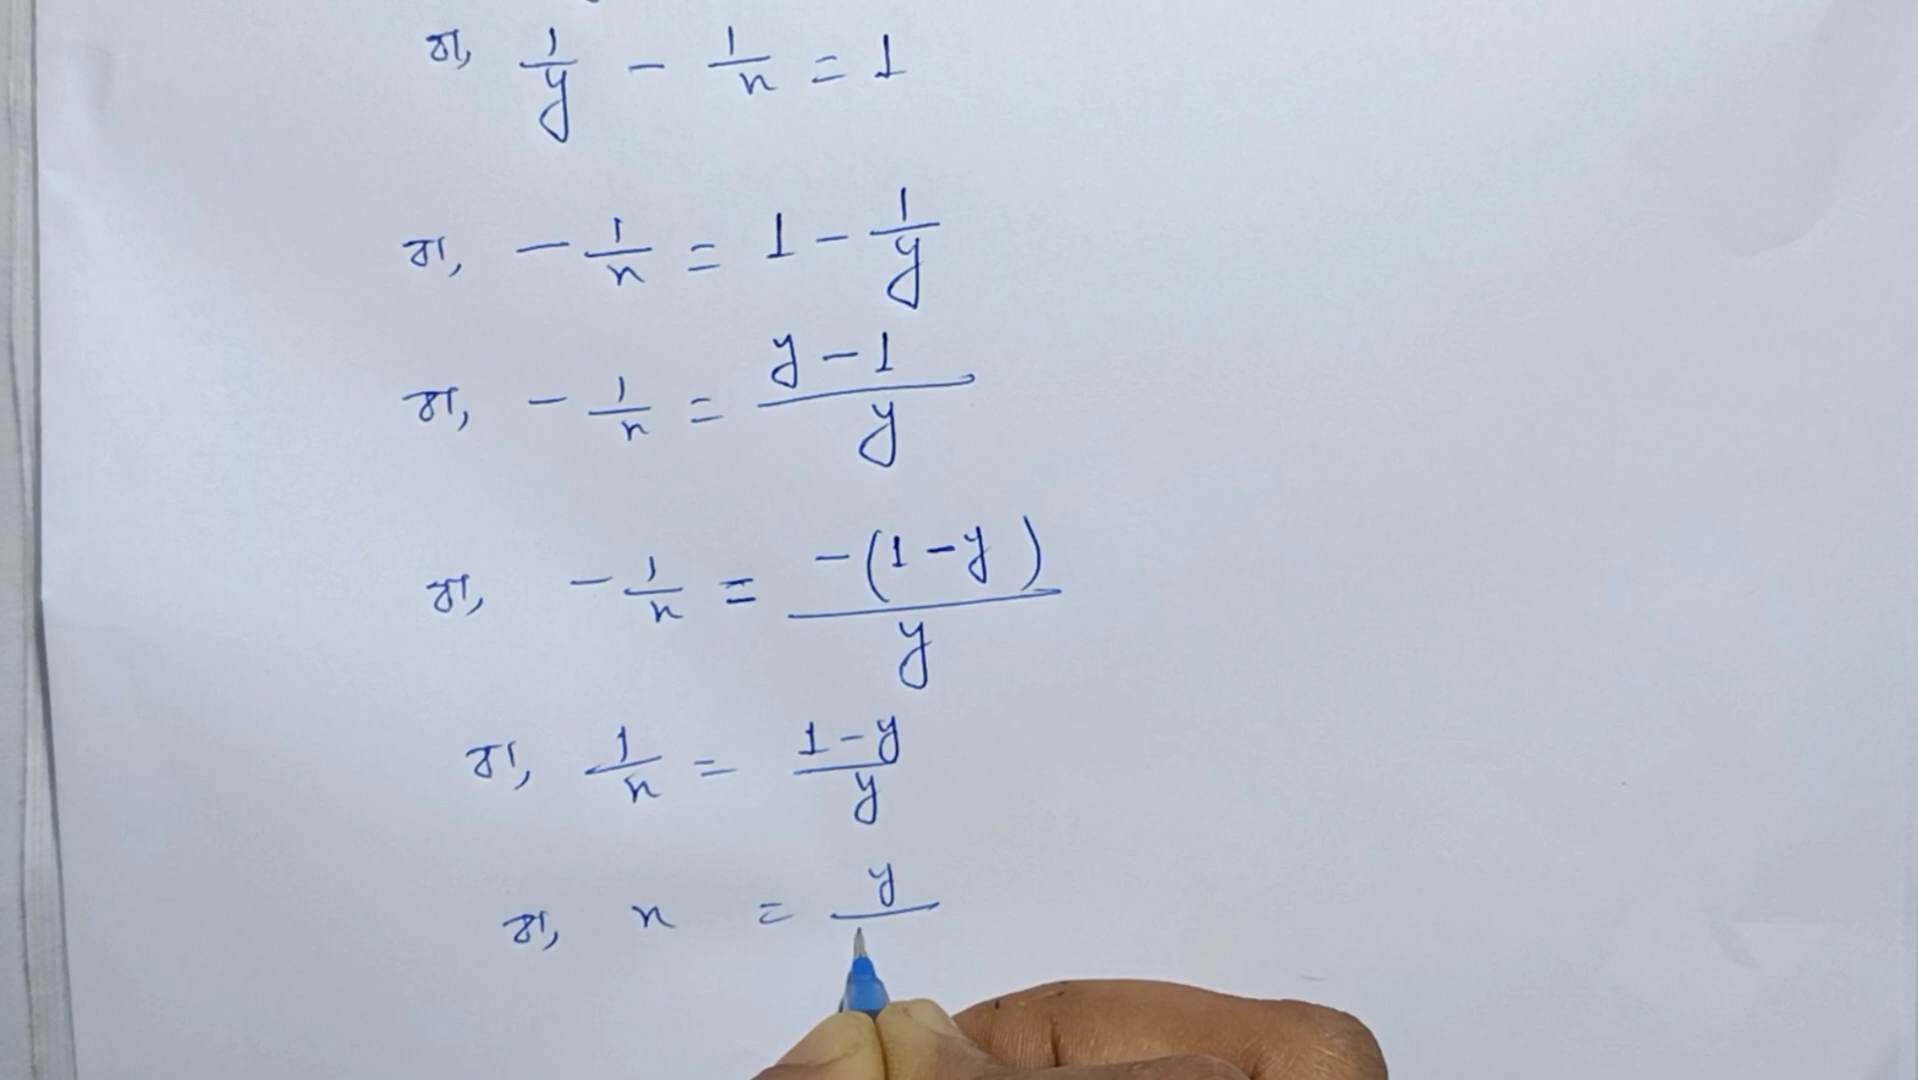 বা, 1/y - 1/x = 1
বা, - 1/x = 1 - 1/y
বা, - 1/x = (y - 1)/y
বা, - 1/x = -(1 - y)/y
বা, 1/x = (1 - y)/y
বা, x = y/